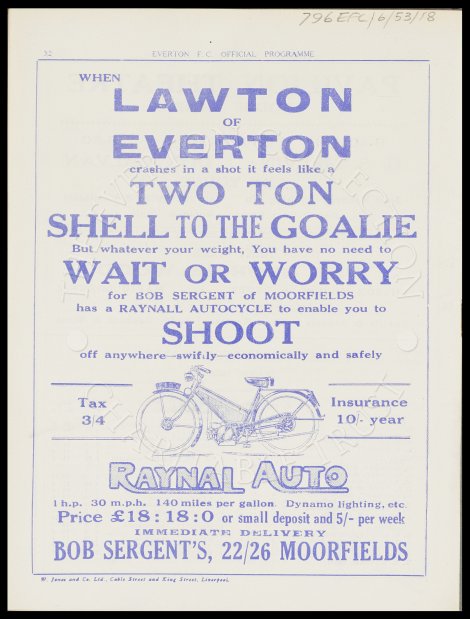 796EFC/6/53/18
32
EVERTON F.C. OFFICIAL PROGRAMME
WHEN
LAWTON
OF
EVERTON
crashes in a shot it feels like a
TWO TON
SHELL TO THE GOALIE
But whatever your weight, You have no need to
WAIT OR WORRY
for BOB SERGENT of MOORFIELDS
has a RAYNALL AUTOCYCLE to enable you to
SHOOT
off anywhere—swiftly—economically and safely
Tax
3/4
Insurance
10/- year
RAYNAL AUTO
1 h.p. 30 m.p.h. 140 miles per gallon. Dynamo lighting, etc.
Price £18:18:0 or small deposit and 5/- per week
IMMEDIATE DELIVERY
BOB SERGENT'S, 22/26 MOORFIELDS
Jones and Co. Ltd., Cable Street and King Street, Liverpool.